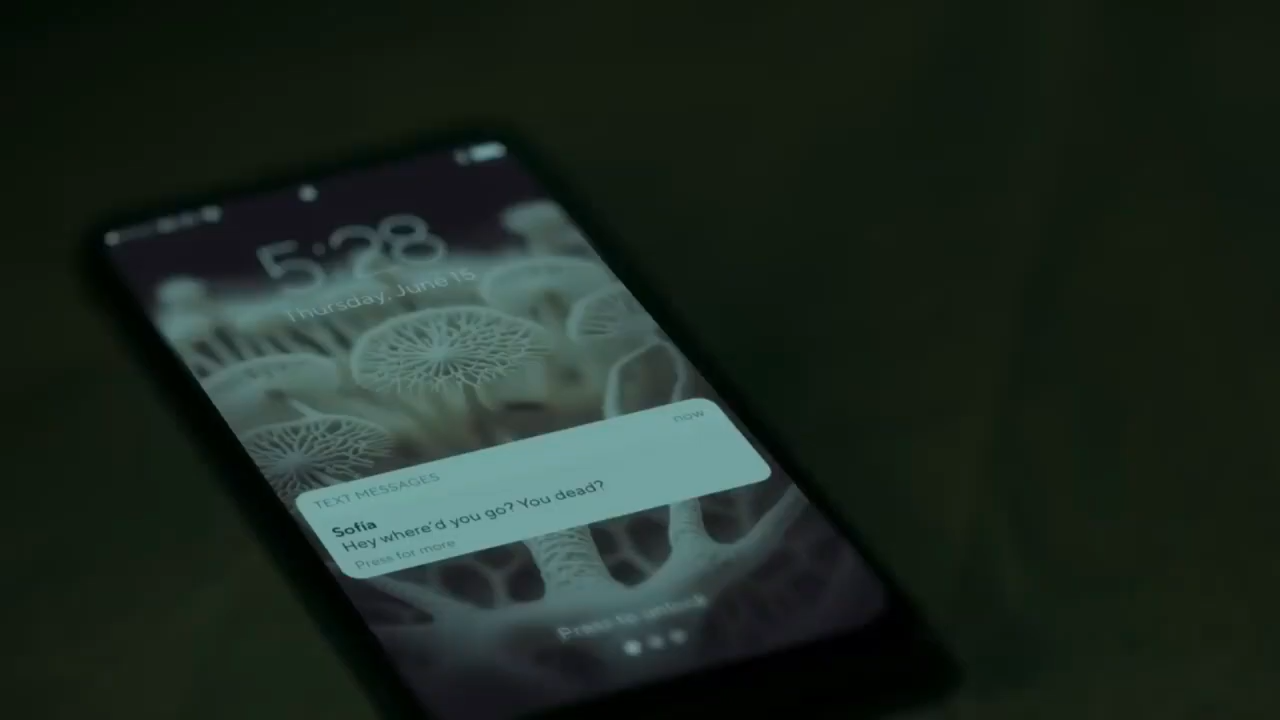 5:28
Thursday, June 15
TEXT MESSAGES
now
Sofia
Hey where'd you go? You dead?
Press for more
Press to unlock